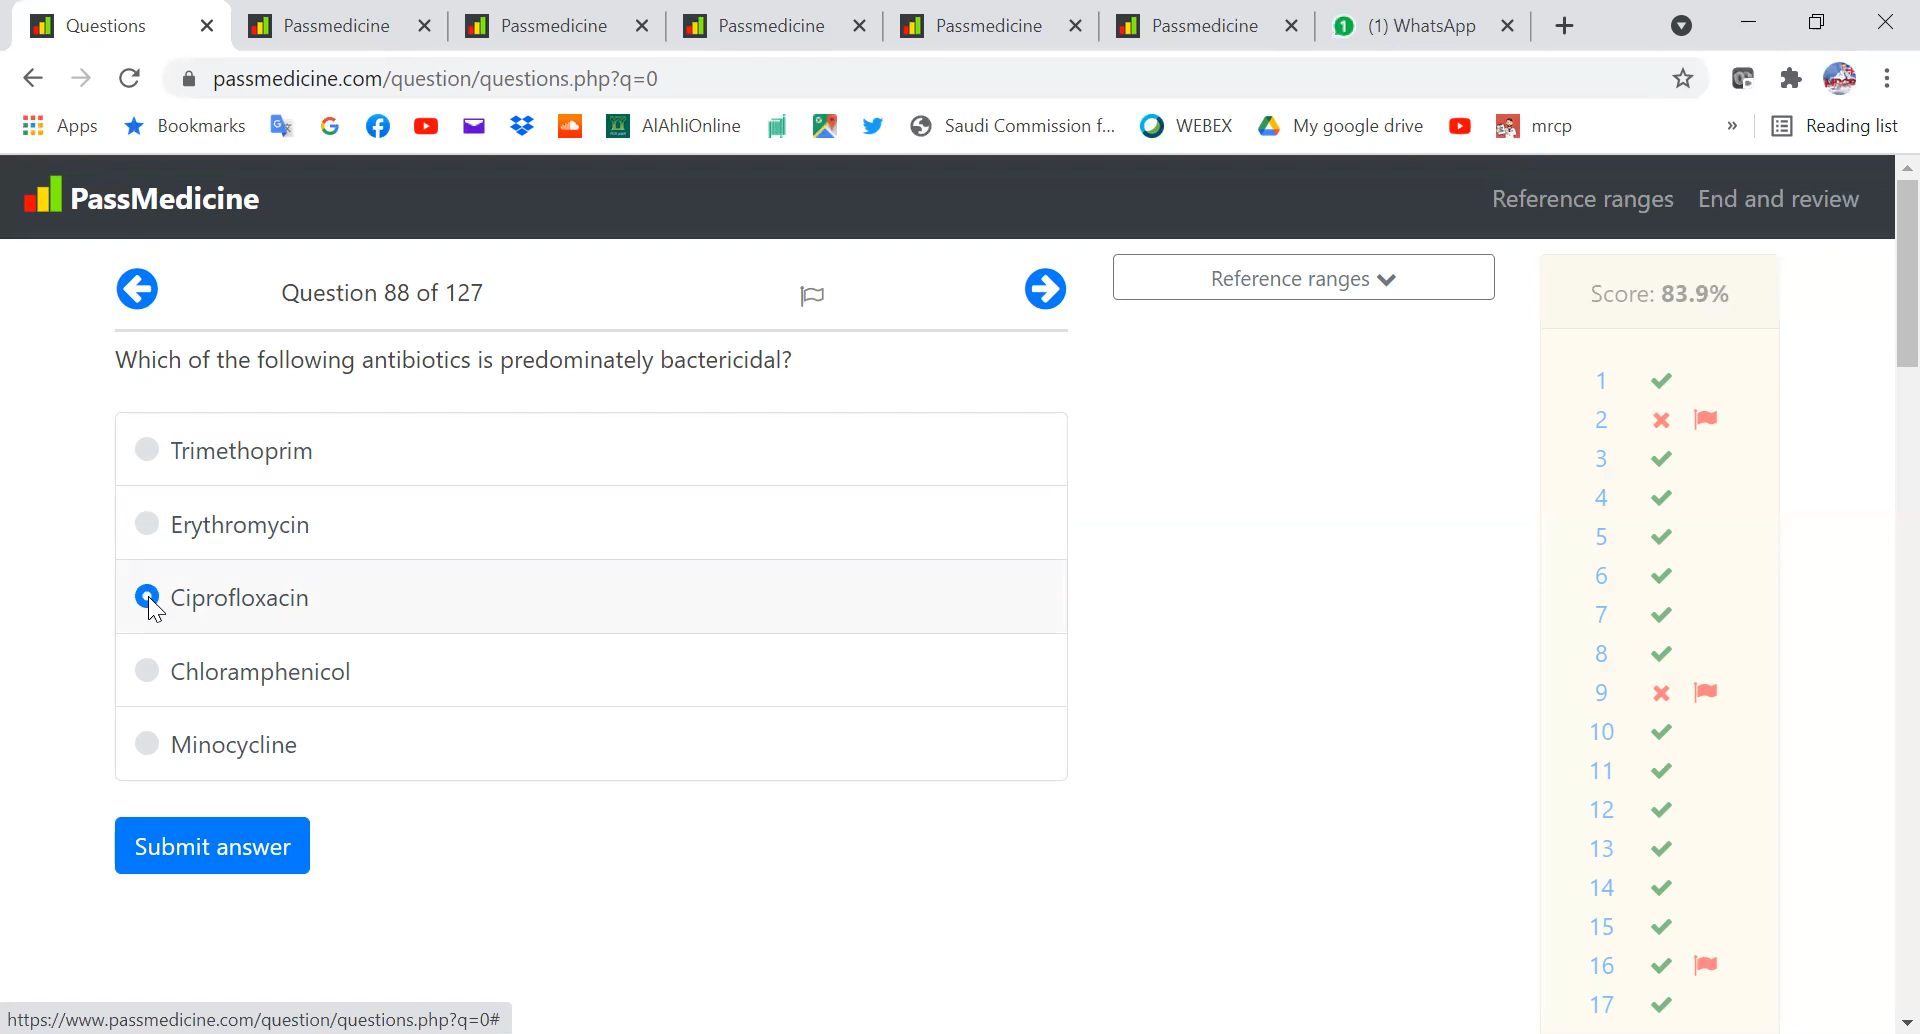 Questions
Passmedicine
Passmedicine
Passmedicine
Passmedicine
Passmedicine
(1) WhatsApp
passmedicine.com/question/questions.php?q=0
Apps
Bookmarks
AlAhliOnline
Saudi Commission f...
WEBEX
My google drive
mrcp
»
Reading list
PassMedicine
Reference ranges
End and review
Question 88 of 127
Reference ranges
Score: 83.9%
Which of the following antibiotics is predominately bactericidal?
Trimethoprim
Erythromycin
Ciprofloxacin
Chloramphenicol
Minocycline
Submit answer
1
2
3
4
5
6
7
8
9
10
11
12
13
14
15
16
17
https://www.passmedicine.com/question/questions.php?q=0#